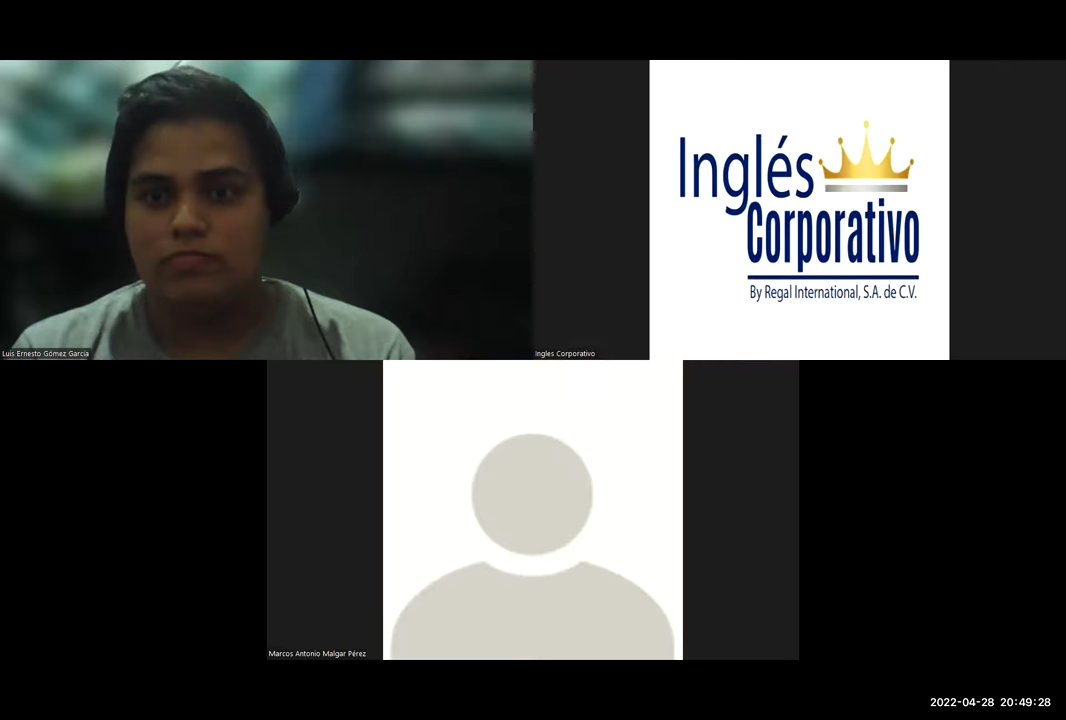 Luis Ernesto Gómez García
Inglés
Corporativo
By Regal International, S.A. de C.V.
Ingles Corporativo
Marcos Antonio Malgar Pérez
2022-04-28 20:49:28